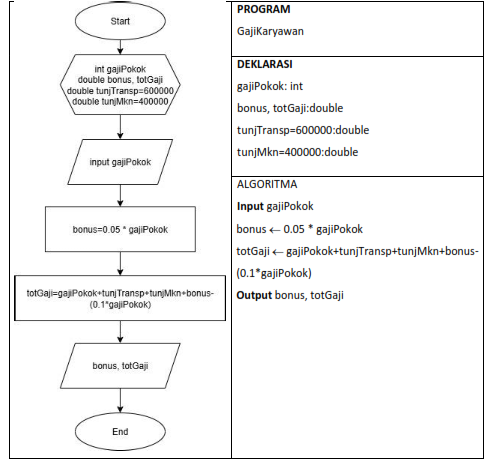 Start
int gajiPokok
double bonus, totGaji
double tunjTransp=600000
double tunjMkn=400000
input gajiPokok
bonus=0.05 * gajiPokok
totGaji=gajiPokok+tunjTransp+tunjMkn+bonus-
(0.1*gajiPokok)
bonus, totGaji
End
PROGRAM
GajiKaryawan
DEKLARASI
gajiPokok: int
bonus, totGaji:double
tunjTransp=600000:double
tunjMkn=400000:double
ALGORITMA
Input gajiPokok
bonus ← 0.05 * gajiPokok
totGaji ← gajiPokok+tunjTransp+tunjMkn+bonus-
(0.1*gajiPokok)
Output bonus, totGaji